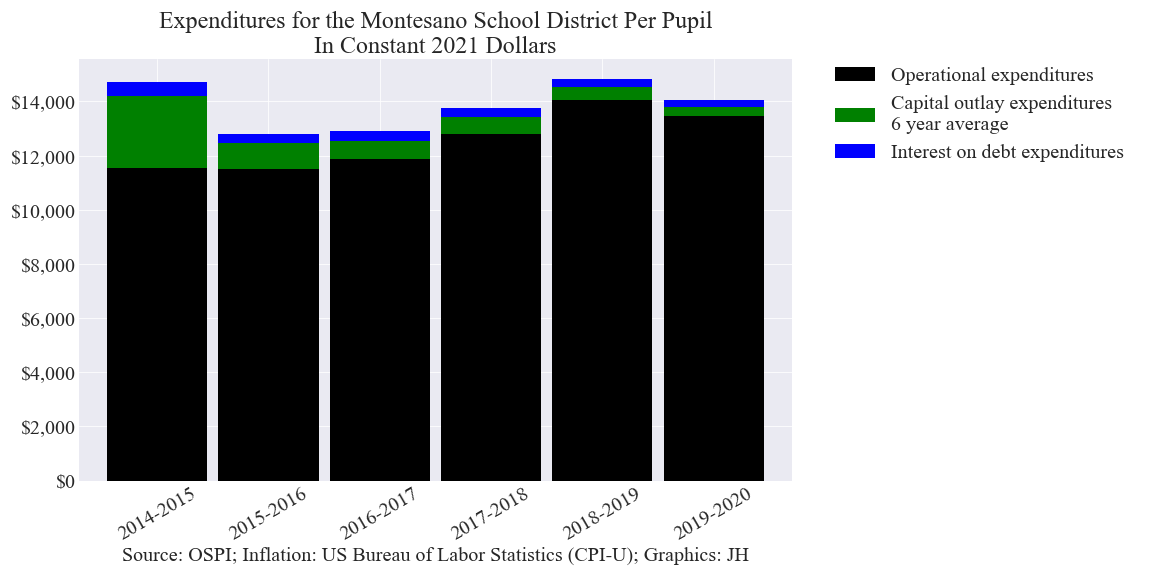 Expenditures for the Montesano School District Per Pupil
In Constant 2021 Dollars
Operational expenditures
Capital outlay expenditures
6 year average
Interest on debt expenditures
$14,000
$12,000
$10,000
$8,000
$6,000
$4,000
$2,000
$0
2014-2015
2015-2016
2016-2017
2017-2018
2018-2019
2019-2020
Source: OSPI; Inflation: US Bureau of Labor Statistics (CPI-U); Graphics: JH